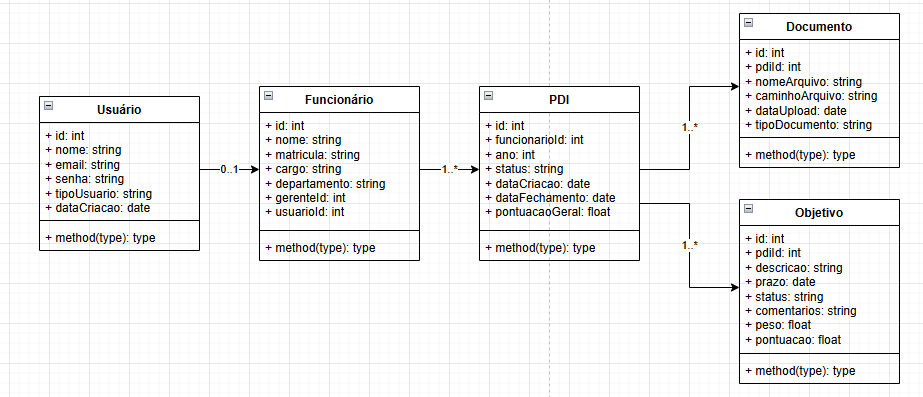 Usuário
+ id: int
+ nome: string
+ email: string
+ senha: string
+ tipoUsuario: string
+ dataCriacao: date
+ method(type): type
0..1
Funcionário
+ id: int
+ nome: string
+ matricula: string
+ cargo: string
+ departamento: string
+ gerenteId: int
+ usuarioId: int
+ method(type): type
1..*
PDI
+ id: int
+ funcionarioId: int
+ ano: int
+ status: string
+ dataCriacao: date
+ dataFechamento: date
+ pontuacaoGeral: float
+ method(type): type
1..*
Documento
+ id: int
+ pdiId: int
+ nomeArquivo: string
+ caminhoArquivo: string
+ dataUpload: date
+ tipoDocumento: string
+ method(type): type
1..*
Objetivo
+ id: int
+ pdiId: int
+ descricao: string
+ prazo: date
+ status: string
+ comentarios: string
+ peso: float
+ pontuacao: float
+ method(type): type